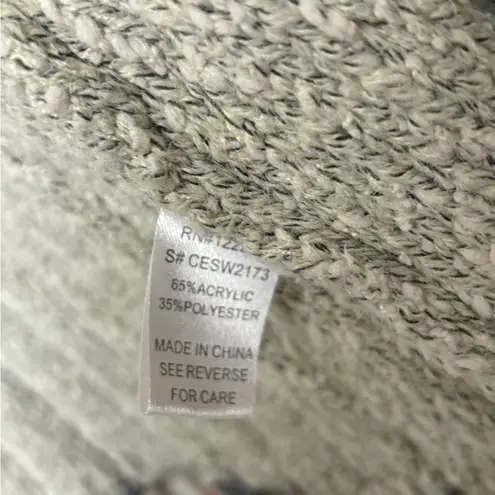 S# CESW2173
65%ACRYLIC
35%POLYESTER
MADE IN CHINA
SEE REVERSE
FOR CARE